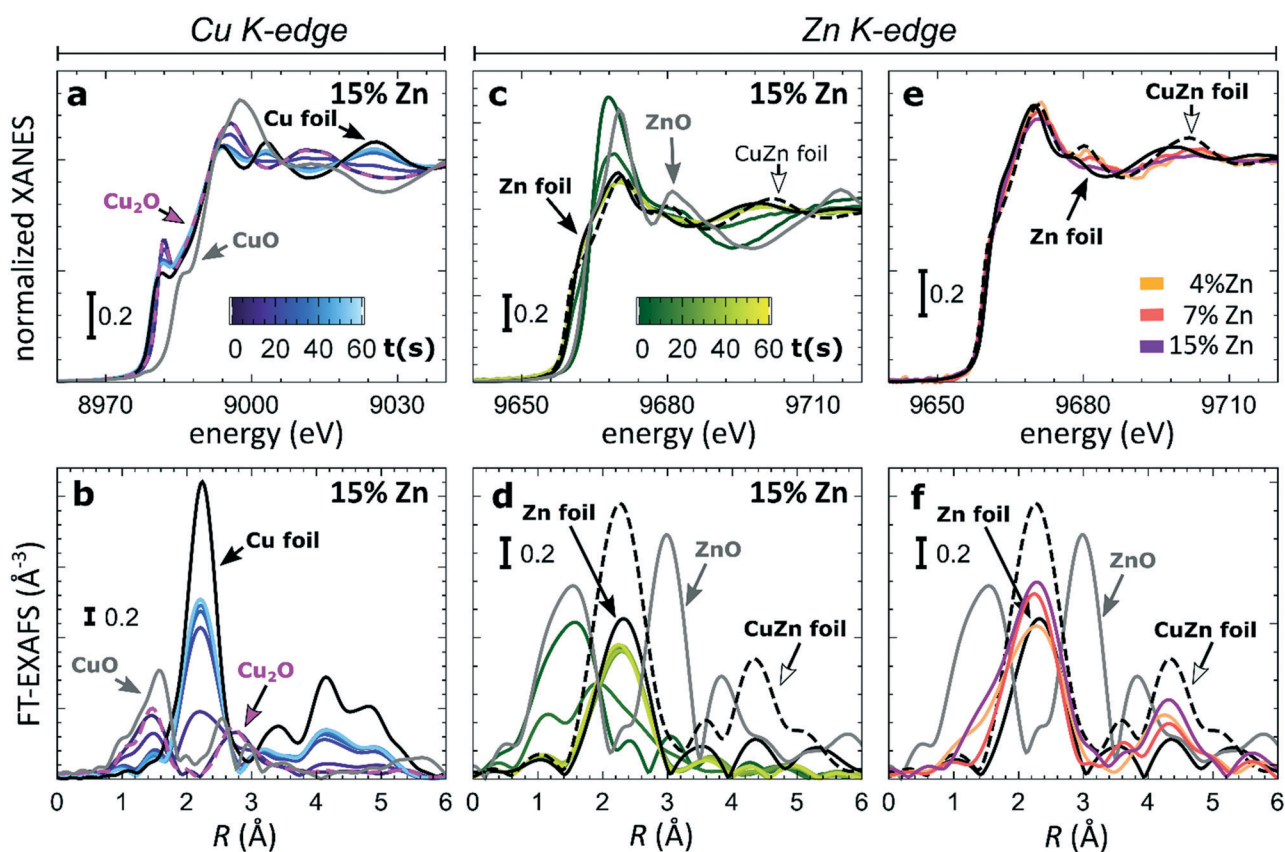 Cu K-edge
Zn K-edge
a
15% Zn
Cu foil
Cu₂O
CuO
0.2
0 20 40 60
t(s)
normalized XANES
8970 9000 9030
energy (eV)
c
15% Zn
ZnO
CuZn foil
Zn foil
0.2
0 20 40 60
t(s)
9650 9680 9710
energy (eV)
e
CuZn foil
Zn foil
0.2
4%Zn
7% Zn
15% Zn
9650 9680 9710
energy (eV)
b
15% Zn
Cu foil
0.2
CuO
Cu₂O
FT-EXAFS (Å⁻³)
0 1 2 3 4 5 6
R (Å)
d
15% Zn
Zn foil
0.2
ZnO
CuZn foil
0 1 2 3 4 5 6
R (Å)
f
Zn foil
0.2
ZnO
CuZn foil
0 1 2 3 4 5 6
R (Å)